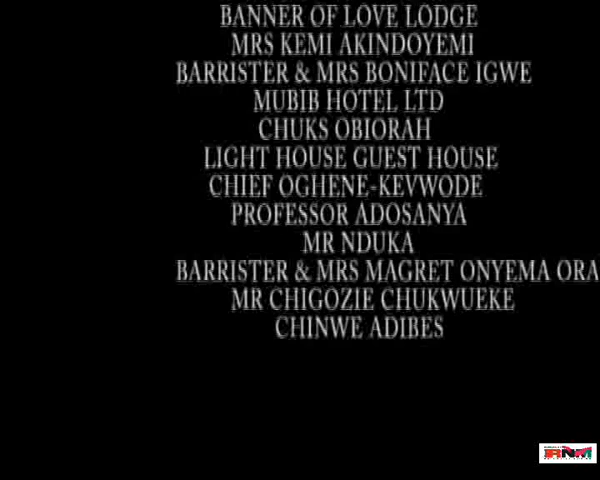 BANNER OF LOVE LODGE
MRS KEMI AKINDOYEMI
BARRISTER & MRS BONIFACE IGWE
MUBIB HOTEL LTD
CHUKS OBIORAH
LIGHT HOUSE GUEST HOUSE
CHIEF OGHENE-KEVWODE
PROFESSOR ADOSANYA
MR NDUKA
BARRISTER & MRS MAGRET ONYEMA ORA
MR CHIGOZIE CHUKWUEKE
CHINWE ADIBES